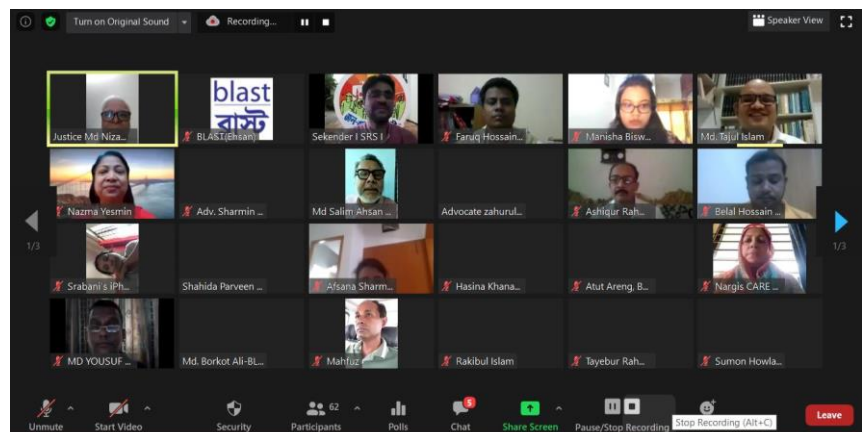 Turn on Original Sound
Recording...
Speaker View
blast
ব্লাস্ট
Justice Md Niza...
BLAST(Ehsan)
Sekender I SRS I
Faruq Hossain...
Manisha Bisw...
Md. Tajul Islam
Nazma Yesmin
Adv. Sharmin ...
Md Salim Ahsan ...
Advocate zahurul...
Ashiqur Rah...
Belal Hossain ...
1/3
1/3
Srabani's iPh...
Shahida Parveen ...
Afsana Sharm...
Hasina Khana...
Atut Areng, B...
Nargis CARE ...
MD YOUSUF ...
Md. Borkot Ali-BL...
Mahfuz
Rakibul Islam
Tayebur Rah...
Sumon Howla...
5
62
Unmute
Start Video
Security
Participants
Polls
Chat
Share Screen
Pause/Stop Recording
Stop Recording (Alt+C)
Leave